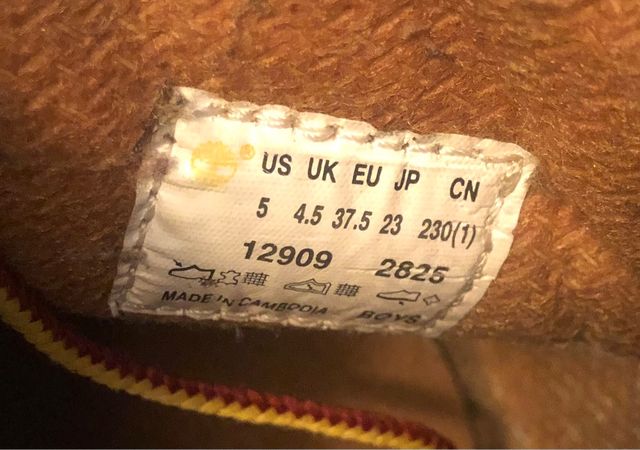 US UK EU JP CN
5 4.5 37.5 23 230(1)
12909 2825
MADE IN CAMBODIA BOYS